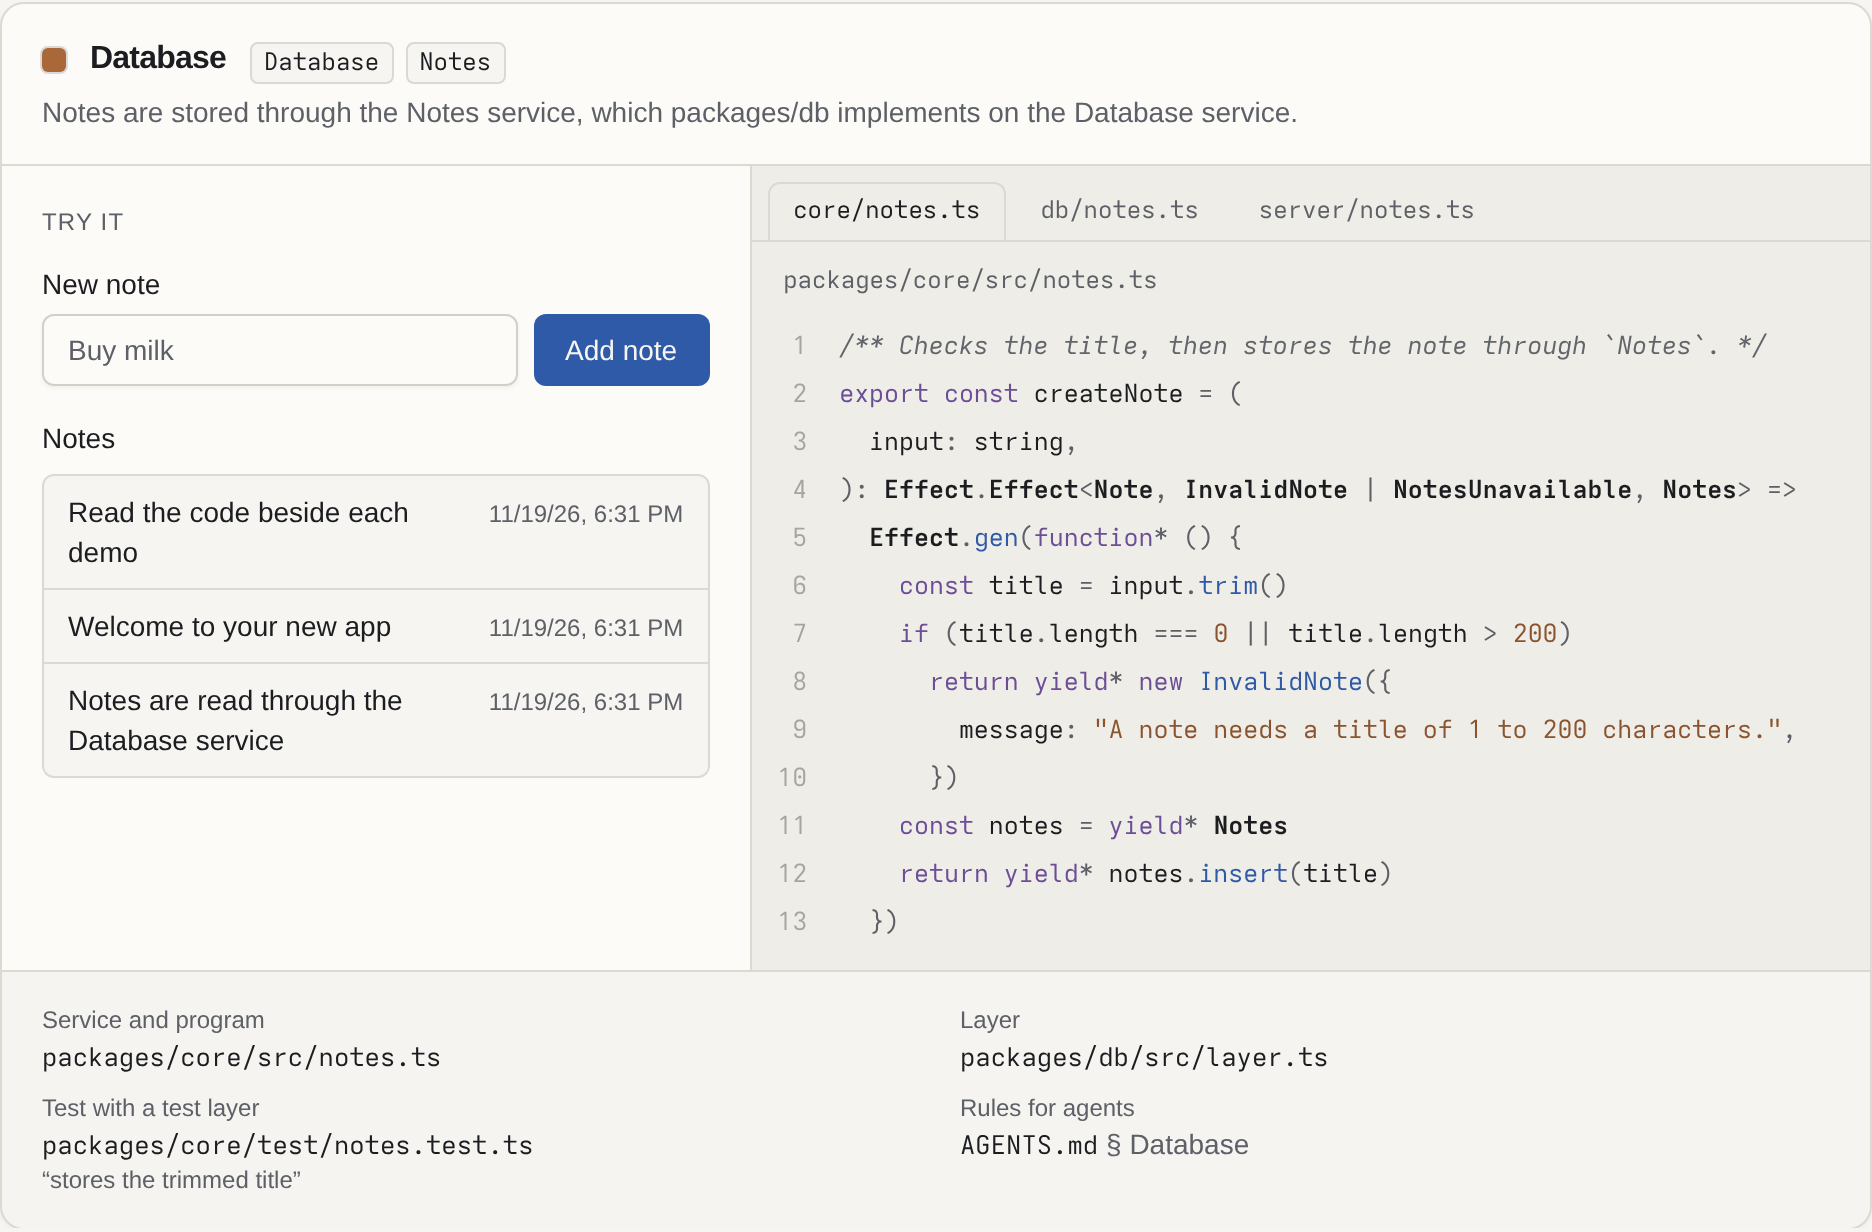 Database Database Notes
Notes are stored through the Notes service, which packages/db implements on the Database service.
TRY IT
New note
Buy milk
Add note
Notes
Read the code beside each
demo
11/19/26, 6:31 PM
Welcome to your new app
11/19/26, 6:31 PM
Notes are read through the
Database service
11/19/26, 6:31 PM
core/notes.ts db/notes.ts server/notes.ts
packages/core/src/notes.ts
1 /** Checks the title, then stores the note through `Notes`. */
2 export const createNote = (
3   input: string,
4 ): Effect.Effect<Note, InvalidNote | NotesUnavailable, Notes> =>
5   Effect.gen(function* () {
6     const title = input.trim()
7     if (title.length === 0 || title.length > 200)
8       return yield* new InvalidNote({
9         message: "A note needs a title of 1 to 200 characters.",
10       })
11     const notes = yield* Notes
12     return yield* notes.insert(title)
13   })
Service and program
packages/core/src/notes.ts
Layer
packages/db/src/layer.ts
Test with a test layer
packages/core/test/notes.test.ts
“stores the trimmed title”
Rules for agents
AGENTS.md § Database